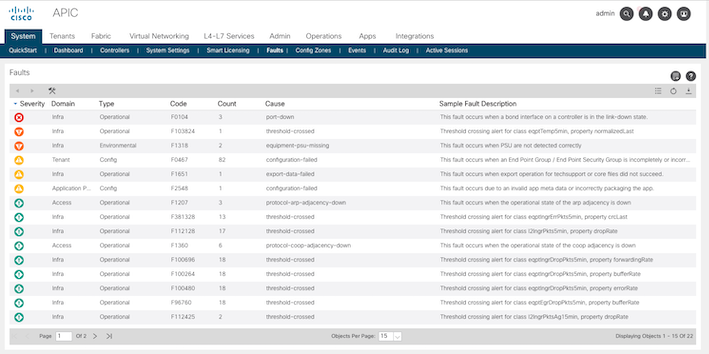 CISCO
APIC
admin
System Tenants Fabric Virtual Networking L4-L7 Services Admin Operations Apps Integrations
QuickStart | Dashboard | Controllers | System Settings | Smart Licensing | Faults | Config Zones | Events | Audit Log | Active Sessions
Faults
Severity Domain Type Code Count Cause Sample Fault Description
Infra Operational F0104 3 port-down This fault occurs when a bond interface on a controller is in the link-down state.
Infra Operational F103824 1 threshold-crossed Threshold crossing alert for class eqptTemp5min, property normalizedLast
Infra Environmental F1318 2 equipment-psu-missing This fault occurs when PSU are not detected correctly
Tenant Config F0467 82 configuration-failed This fault occurs when an End Point Group / End Point Security Group is incompletely or incorr...
Infra Operational F1651 1 export-data-failed This fault occurs when export operation for techsupport or core files did not succeed.
Application P... Config F2548 1 configuration-failed This fault occurs due to an invalid app meta data or incorrectly packaging the app.
Access Operational F1207 3 protocol-arp-adjacency-down This fault occurs when the operational state of the arp adjacency is down
Infra Operational F381328 13 threshold-crossed Threshold crossing alert for class eqptIngrErrPkts5min, property crcLast
Infra Operational F112128 17 threshold-crossed Threshold crossing alert for class l2IngrPkts5min, property dropRate
Access Operational F1360 6 protocol-coop-adjacency-down This fault occurs when the operational state of the coop adjacency is down
Infra Operational F100696 18 threshold-crossed Threshold crossing alert for class eqptIngrDropPkts5min, property forwardingRate
Infra Operational F100264 18 threshold-crossed Threshold crossing alert for class eqptIngrDropPkts5min, property bufferRate
Infra Operational F100480 18 threshold-crossed Threshold crossing alert for class eqptIngrDropPkts5min, property errorRate
Infra Operational F96760 18 threshold-crossed Threshold crossing alert for class eqptEgrDropPkts5min, property bufferRate
Infra Operational F112425 2 threshold-crossed Threshold crossing alert for class l2IngrPktsAg15min, property dropRate
Page 1 Of 2 Objects Per Page: 15 Displaying Objects 1 - 15 Of 22